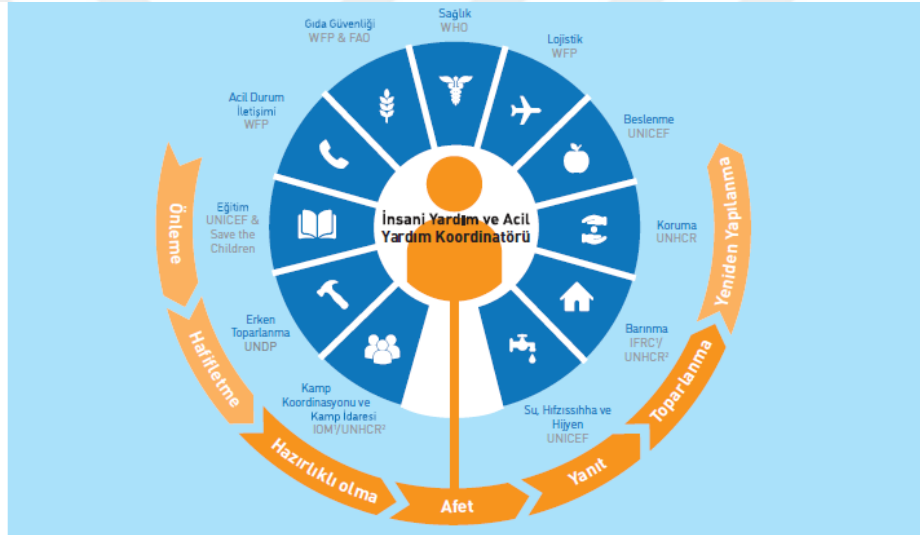 Sağlık
WHO
Lojistik
WFP
Beslenme
UNICEF
Koruma
UNHCR
Barınma
IFRC¹/
UNHCR²
Su, Hıfzıssıhha ve
Hijyen
UNICEF
Kamp
Koordinasyonu ve
Kamp İdaresi
IOM¹/UNHCR²
Erken
Toparlanma
UNDP
Eğitim
UNICEF &
Save the
Children
Acil Durum
İletişimi
WFP
Gıda Güvenliği
WFP & FAO
İnsani Yardım ve Acil
Yardım Koordinatörü
Önleme
Hafifletme
Hazırlıklı olma
Afet
Yanıt
Toparlanma
Yeniden Yapılanma